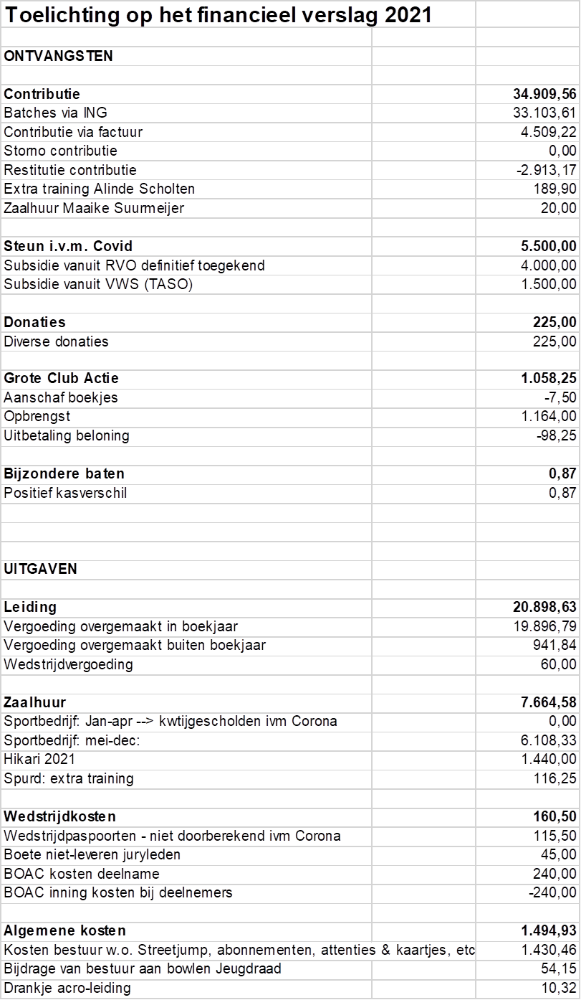 Toelichting op het financieel verslag 2021
ONTVANGSTEN
Contributie 34.909,56
Batches via ING 33.103,61
Contributie via factuur 4.509,22
Storno contributie 0,00
Restitutie contributie -2.913,17
Extra training Alinde Scholten 189,90
Zaalhuur Maaike Suurmeijer 20,00
Steun i.v.m. Covid 5.500,00
Subsidie vanuit RVO definitief toegekend 4.000,00
Subsidie vanuit VWS (TASO) 1.500,00
Donaties 225,00
Diverse donaties 225,00
Grote Club Actie 1.058,25
Aanschaf boekjes -7,50
Opbrengst 1.164,00
Uitbetaling beloning -98,25
Bijzondere baten 0,87
Positief kasverschil 0,87
UITGAVEN
Leiding 20.898,63
Vergoeding overgemaakt in boekjaar 19.896,79
Vergoeding overgemaakt buiten boekjaar 941,84
Wedstrijdvergoeding 60,00
Zaalhuur 7.664,58
Sportbedrijf: Jan-apr --> kwtijgescholden ivm Corona 0,00
Sportbedrijf: mei-dec: 6.108,33
Hikari 2021 1.440,00
Spurd: extra training 116,25
Wedstrijdkosten 160,50
Wedstrijdpaspoorten - niet doorberekend ivm Corona 115,50
Boete niet-leveren juryleden 45,00
BOAC kosten deelname 240,00
BOAC inning kosten bij deelnemers -240,00
Algemene kosten 1.494,93
Kosten bestuur w.o. Streetjump, abonnementen, attenties & kaartjes, etc 1.430,46
Bijdrage van bestuur aan bowlen Jeugdraad 54,15
Drankje acro-leiding 10,32